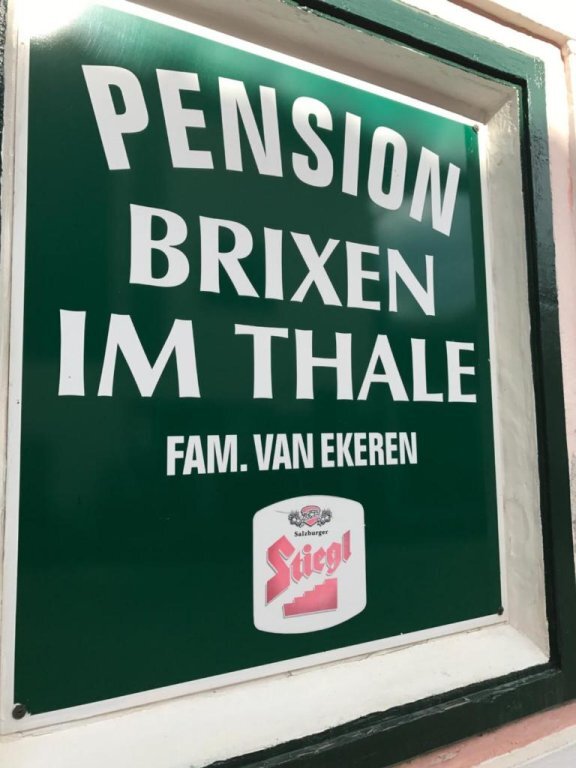 PENSION
BRIXEN
IM THALE
FAM. VAN EKEREN
Salzburger
Stiegl